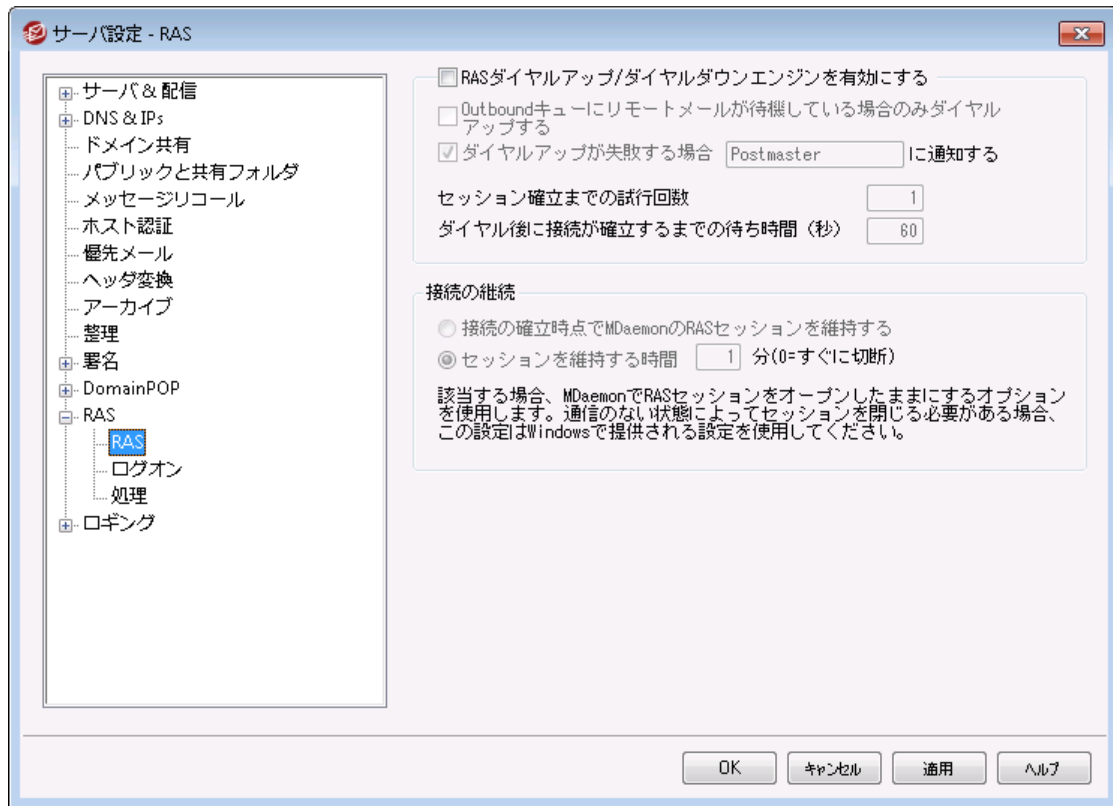 サーバ設定 - RAS
サーバ & 配信
DNS & IPs
ドメイン共有
パブリックと共有フォルダ
メッセージリコール
ホスト認証
優先メール
ヘッダ変換
アーカイブ
整理
署名
DomainPOP
RAS
RAS
ログオン
処理
ロギング
RASダイヤルアップ/ダイヤルダウンエンジンを有効にする
Outboundキューにリモートメールが待機している場合のみダイヤル
アップする
ダイヤルアップが失敗する場合 Postmaster に通知する
セッション確立までの試行回数 1
ダイヤル後に接続が確立するまでの待ち時間（秒） 60
接続の継続
接続の確立時点でMDaemonのRASセッションを維持する
セッションを維持する時間 1 分(0=すぐに切断)
該当する場合、MDaemonでRASセッションをオープンしたままにするオプション
を使用します。通信のない状態によってセッションを閉じる必要がある場合、
この設定はWindowsで提供される設定を使用してください。
OK キャンセル 適用 ヘルプ